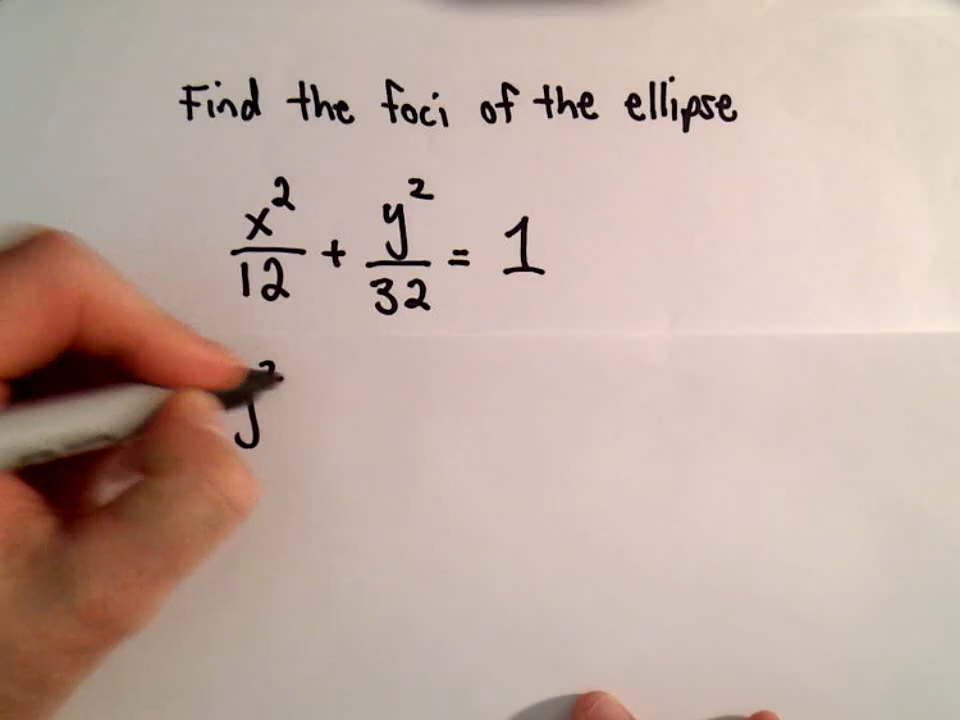 Find the foci of the ellipse
x²/12 + y²/32 = 1